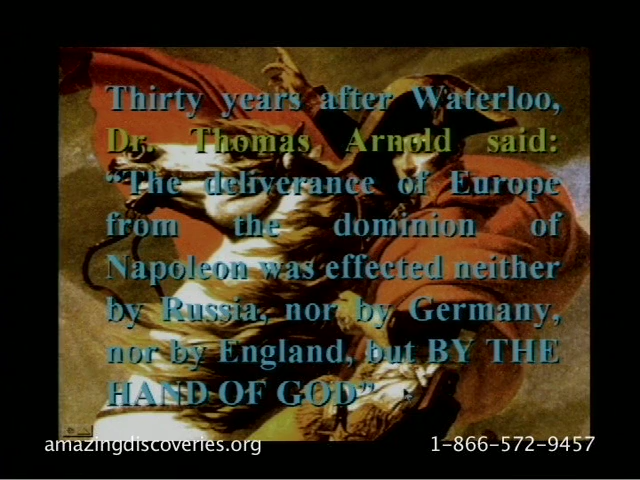 Thirty years after Waterloo,
Dr. Thomas Arnold said:
“The deliverance of Europe
from the dominion of
Napoleon was effected neither
by Russia, nor by Germany,
nor by England, but BY THE
HAND OF GOD”
amazingdiscoveries.org
1-866-572-9457